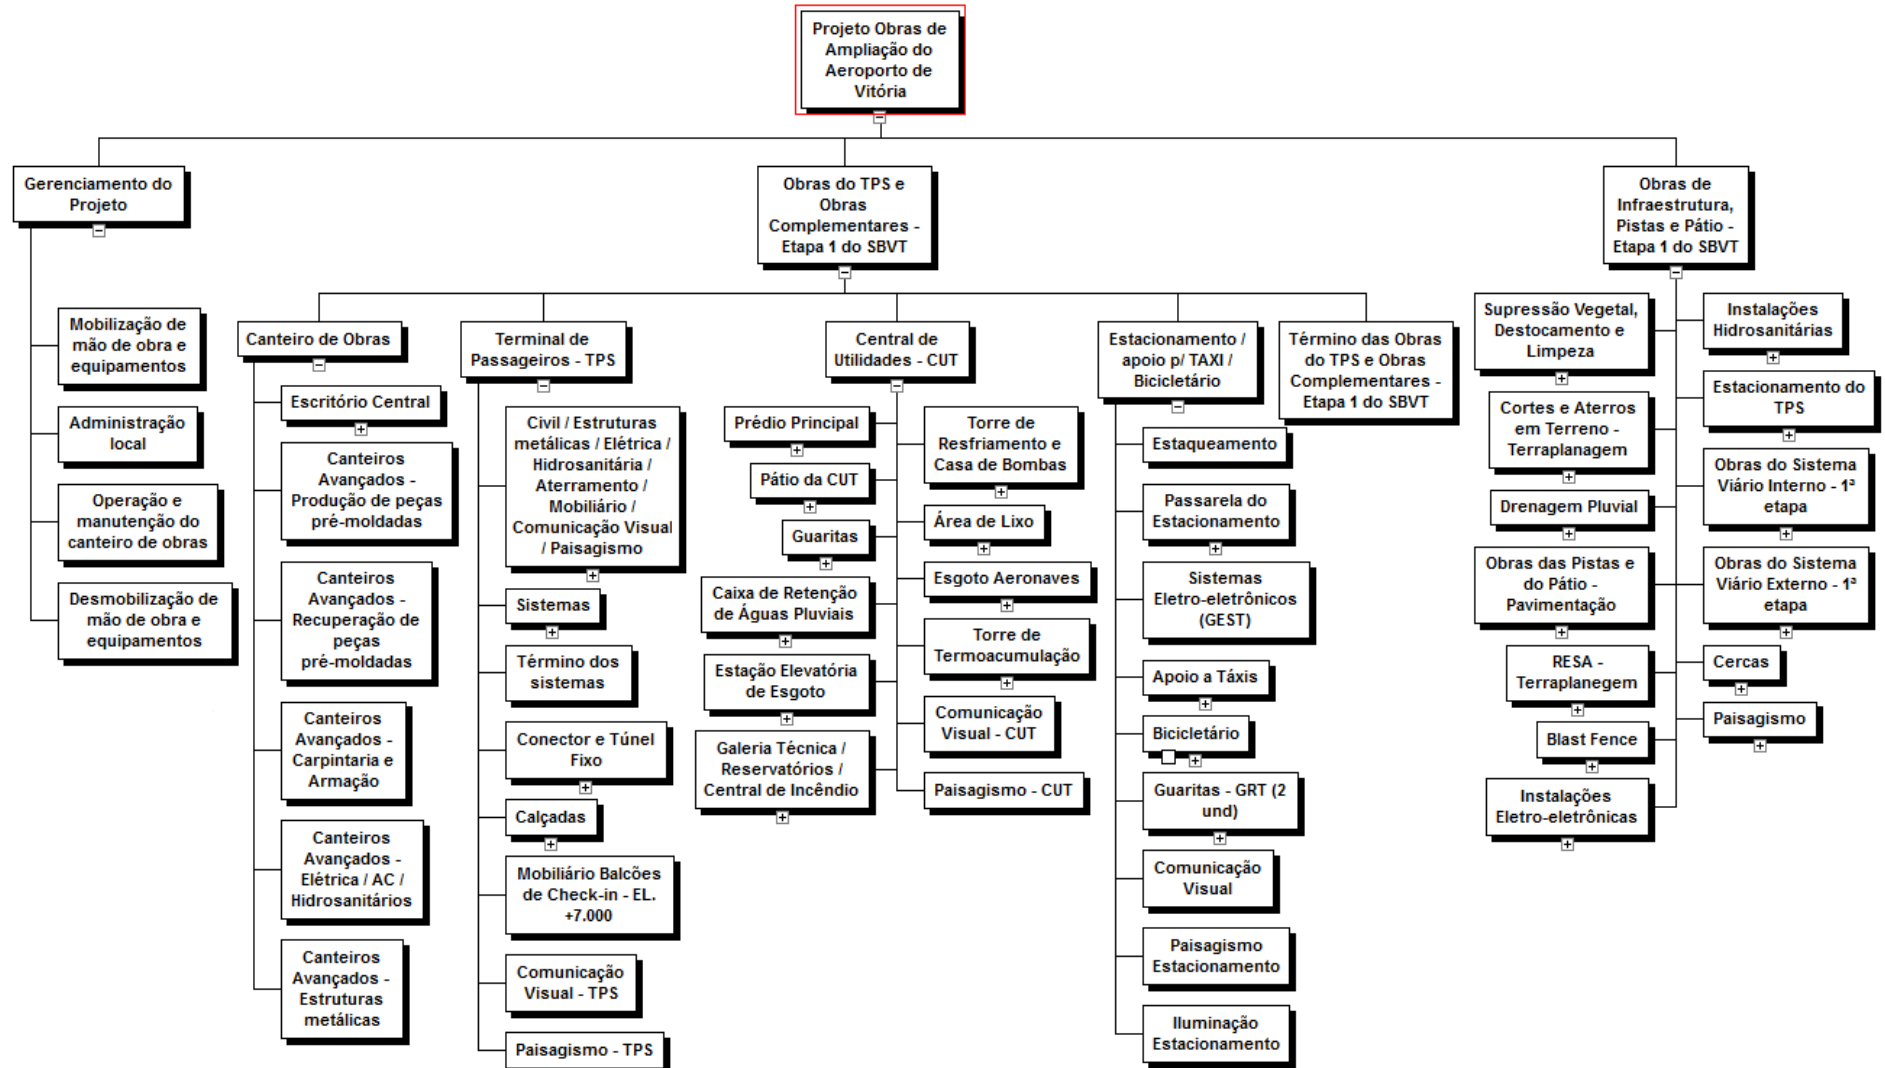 Projeto Obras de
Ampliação do
Aeroporto de
Vitória
Gerenciamento do
Projeto
Mobilização de
mão de obra e
equipamentos
Administração
local
Operação e
manutenção do
canteiro de obras
Desmobilização de
mão de obra e
equipamentos
Obras do TPS e
Obras
Complementares -
Etapa 1 do SBVT
Canteiro de Obras
Escritório Central
Canteiros
Avançados -
Produção de peças
pré-moldadas
Canteiros
Avançados -
Recuperação de
peças
pré-moldadas
Canteiros
Avançados -
Carpintaria e
Armação
Canteiros
Avançados -
Elétrica / AC /
Hidrosanitários
Canteiros
Avançados -
Estruturas
metálicas
Terminal de
Passageiros - TPS
Civil / Estruturas
metálicas / Elétrica /
Hidrosanitária /
Aterramento /
Mobiliário /
Comunicação Visual
/ Paisagismo
Sistemas
Término dos
sistemas
Conector e Túnel
Fixo
Calçadas
Mobiliário Balcões
de Check-in - EL.
+7.000
Comunicação
Visual - TPS
Paisagismo - TPS
Central de
Utilidades - CUT
Prédio Principal
Pátio da CUT
Guaritas
Caixa de Retenção
de Águas Pluviais
Estação Elevatória
de Esgoto
Galeria Técnica /
Reservatórios /
Central de Incêndio
Torre de
Resfriamento e
Casa de Bombas
Área de Lixo
Esgoto Aeronaves
Torre de
Termoacumulação
Comunicação
Visual - CUT
Paisagismo - CUT
Estacionamento /
apoio p/ TAXI /
Bicicletário
Estaqueamento
Passarela do
Estacionamento
Sistemas
Eletro-eletrônicos
(GEST)
Apoio a Táxis
Bicicletário
Guaritas - GRT (2
und)
Comunicação
Visual
Paisagismo
Estacionamento
Iluminação
Estacionamento
Término das Obras
do TPS e Obras
Complementares -
Etapa 1 do SBVT
Obras de
Infraestrutura,
Pistas e Pátio -
Etapa 1 do SBVT
Supressão Vegetal,
Destocamento e
Limpeza
Cortes e Aterros
em Terreno -
Terraplanagem
Drenagem Pluvial
Obras das Pistas e
do Pátio -
Pavimentação
RESA -
Terraplanegem
Blast Fence
Instalações
Eletro-eletrônicas
Instalações
Hidrosanitárias
Estacionamento do
TPS
Obras do Sistema
Viário Interno - 1ª
etapa
Obras do Sistema
Viário Externo - 1ª
etapa
Cercas
Paisagismo